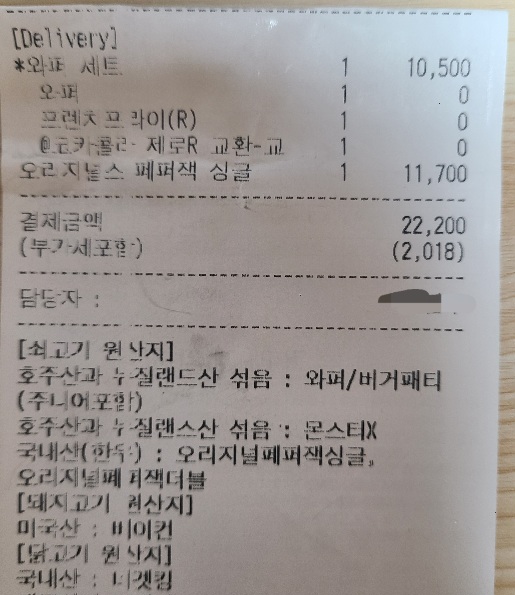 [Delivery]
*와퍼 세트 1 10,500
와퍼 1 0
프렌치프라이(R) 1 0
@코카콜라 제로R 교환-교 1 0
오리지널스 페퍼잭 싱글 1 11,700
결제금액 22,200
(부가세포함) (2,018)
담당자 :
[쇠고기 원산지]
호주산과 뉴질랜드산 섞음 : 와퍼/버거패티
(주니어포함)
호주산과 뉴질랜스산 섞음 : 몬스터X
국내산(한우) : 오리지널페퍼잭싱글,
오리지널페퍼잭더블
[돼지고기 원산지]
미국산 : 베이컨
[닭고기 원산지]
국내산 : 너겟킹